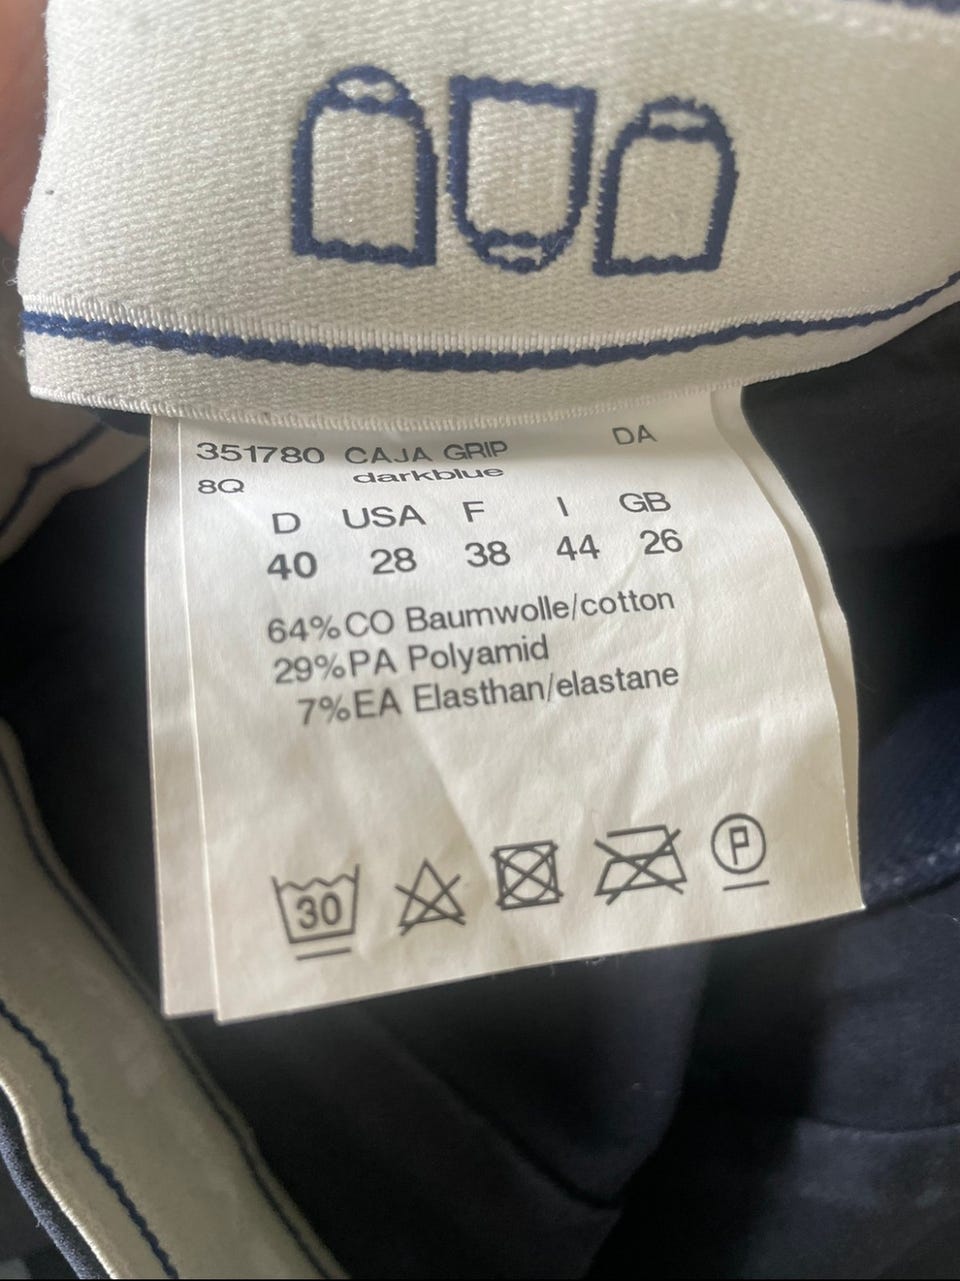 351780 CAJA GRIP DA
8Q darkblue
D USA F I GB
40 28 38 44 26
64%CO Baumwolle/cotton
29%PA Polyamid
7%EA Elasthan/elastane
30 P